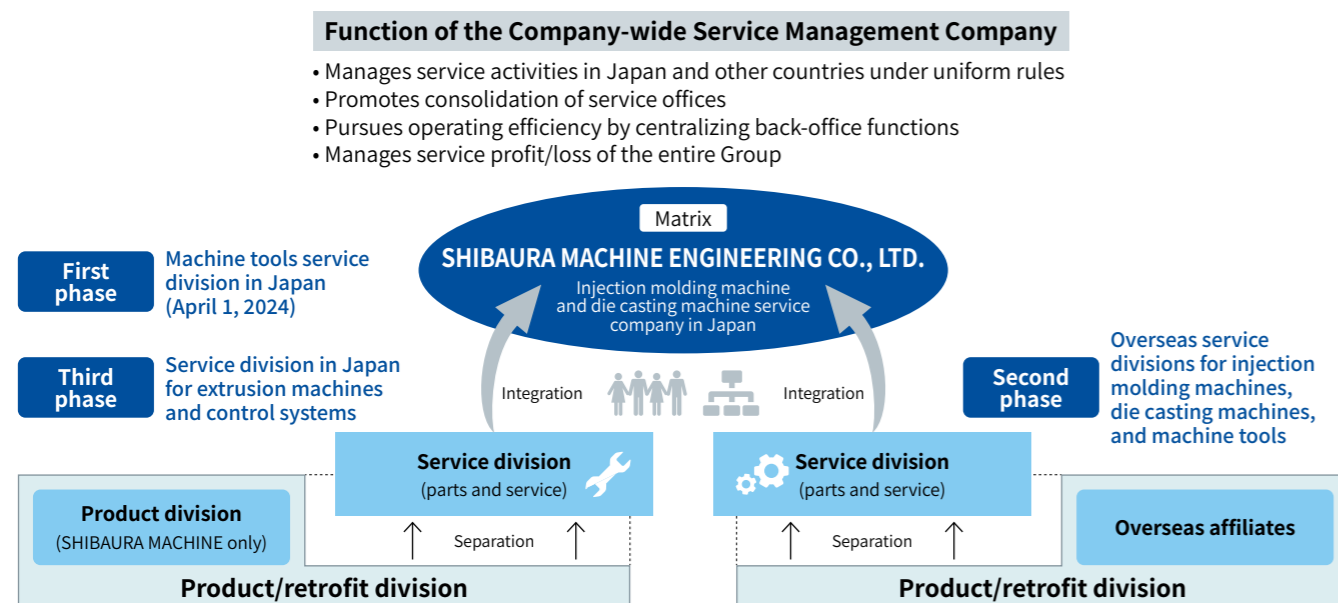 Function of the Company-wide Service Management Company
• Manages service activities in Japan and other countries under uniform rules
• Promotes consolidation of service offices
• Pursues operating efficiency by centralizing back-office functions
• Manages service profit/loss of the entire Group
Matrix
SHIBAURA MACHINE ENGINEERING CO., LTD.
Injection molding machine
and die casting machine service
company in Japan
First
phase
Machine tools service
division in Japan
(April 1, 2024)
Third
phase
Service division in Japan
for extrusion machines
and control systems
Integration
Integration
Second
phase
Overseas service
divisions for injection
molding machines,
die casting machines,
and machine tools
Service division
(parts and service)
Service division
(parts and service)
Product division
(SHIBAURA MACHINE only)
Separation
Separation
Overseas affiliates
Product/retrofit division
Product/retrofit division